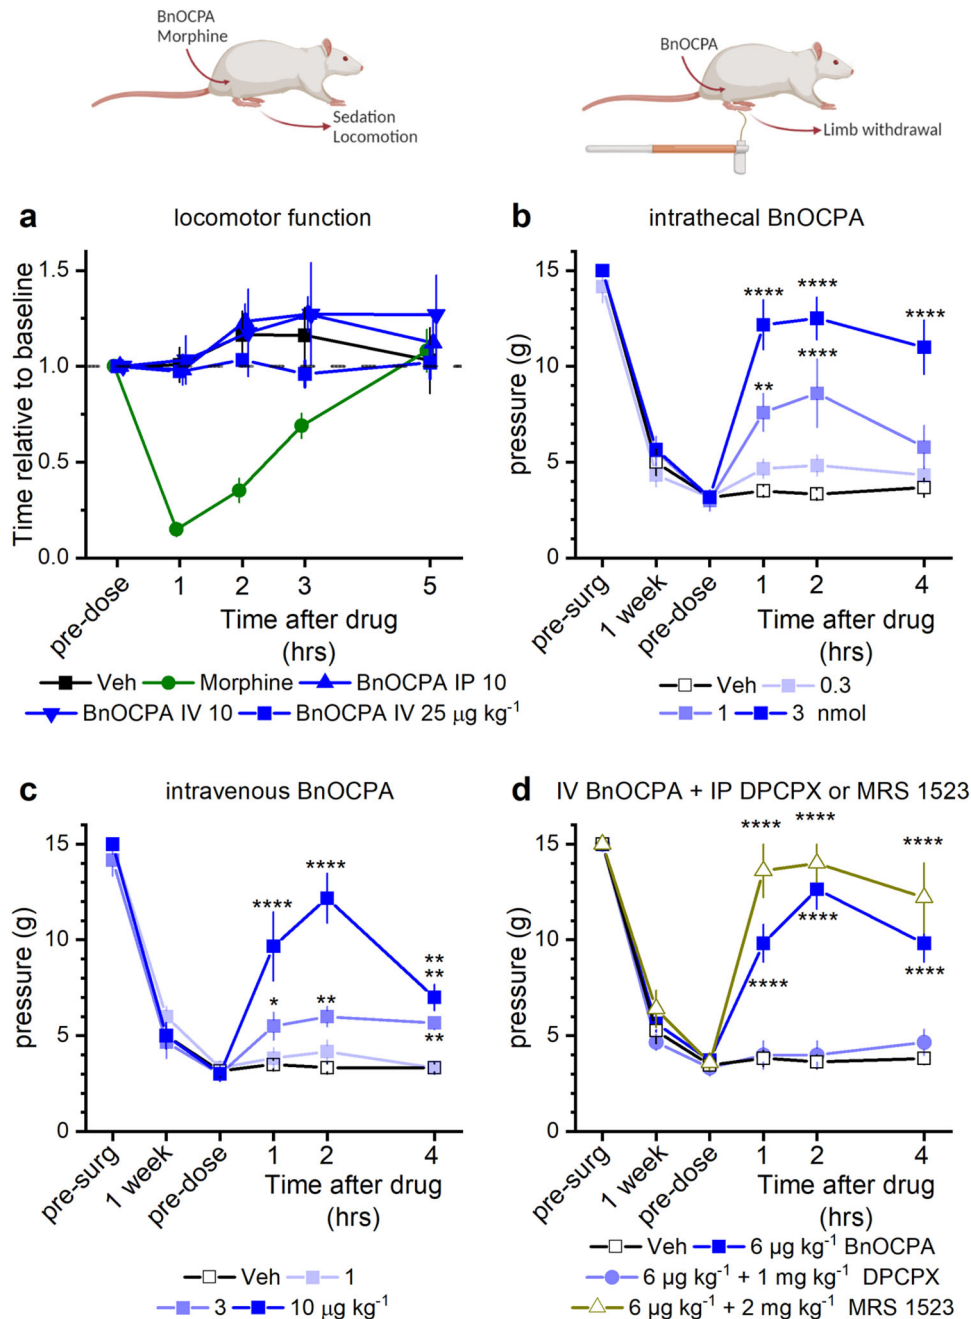 BnOCPA
Morphine
Sedation
Locomotion
BnOCPA
Limb withdrawal
a locomotor function
Time relative to baseline
1.5
1.0
0.5
0.0
pre-dose 1 2 3 5
Time after drug
(hrs)
Veh Morphine BnOCPA IP 10
BnOCPA IV 10 BnOCPA IV 25 μg kg⁻¹
b intrathecal BnOCPA
pressure (g)
15
10
5
0
**** **** ****
** ****
pre-surg 1 week pre-dose 1 2 4
Time after drug
(hrs)
Veh 0.3
1 3 nmol
c intravenous BnOCPA
pressure (g)
15
10
5
0
**** **** **
**
* ** **
pre-surg 1 week pre-dose 1 2 4
Time after drug
(hrs)
Veh 1
3 10 μg kg⁻¹
d IV BnOCPA + IP DPCPX or MRS 1523
pressure (g)
15
10
5
0
**** **** ****
**** **** ****
pre-surg 1 week pre-dose 1 2 4
Time after drug
(hrs)
Veh 6 μg kg⁻¹ BnOCPA
6 μg kg⁻¹ + 1 mg kg⁻¹ DPCPX
6 μg kg⁻¹ + 2 mg kg⁻¹ MRS 1523